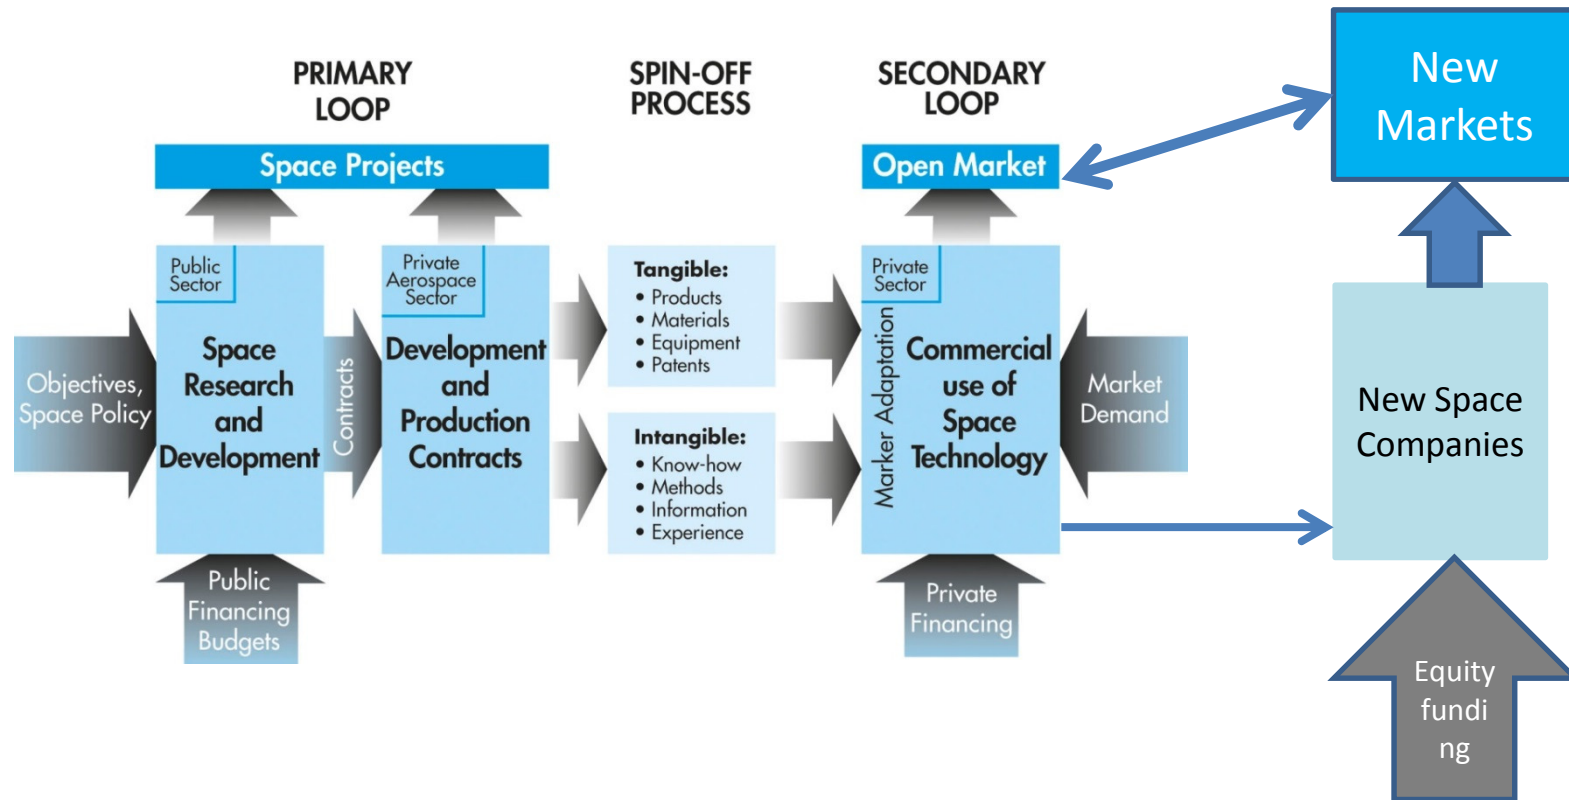 PRIMARY
LOOP
SPIN-OFF
PROCESS
SECONDARY
LOOP
New
Markets
Space Projects
Open Market
Public
Sector
Private
Aerospace
Sector
Tangible:
• Products
• Materials
• Equipment
• Patents
Private
Sector
Objectives,
Space Policy
Space
Research
and
Development
Contracts
Development
and
Production
Contracts
Intangible:
• Know-how
• Methods
• Information
• Experience
Marker Adaptation
Commercial
use of
Space
Technology
Market
Demand
New Space
Companies
Public
Financing
Budgets
Private
Financing
Equity
fundi
ng